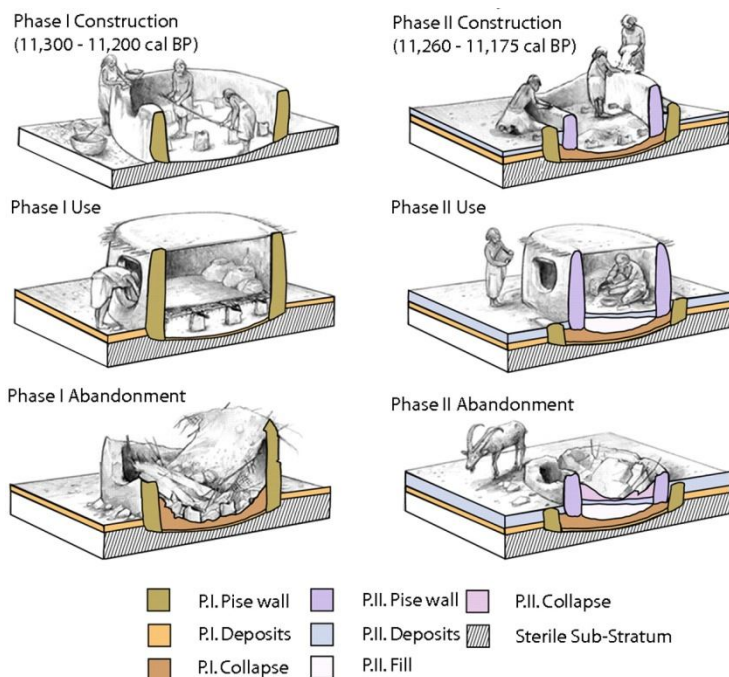 Phase I Construction
(11,300 - 11,200 cal BP)
Phase II Construction
(11,260 - 11,175 cal BP)
Phase I Use
Phase II Use
Phase I Abandonment
Phase II Abandonment
P.I. Pise wall
P.II. Pise wall
P.II. Collapse
P.I. Deposits
P.II. Deposits
Sterile Sub-Stratum
P.I. Collapse
P.II. Fill